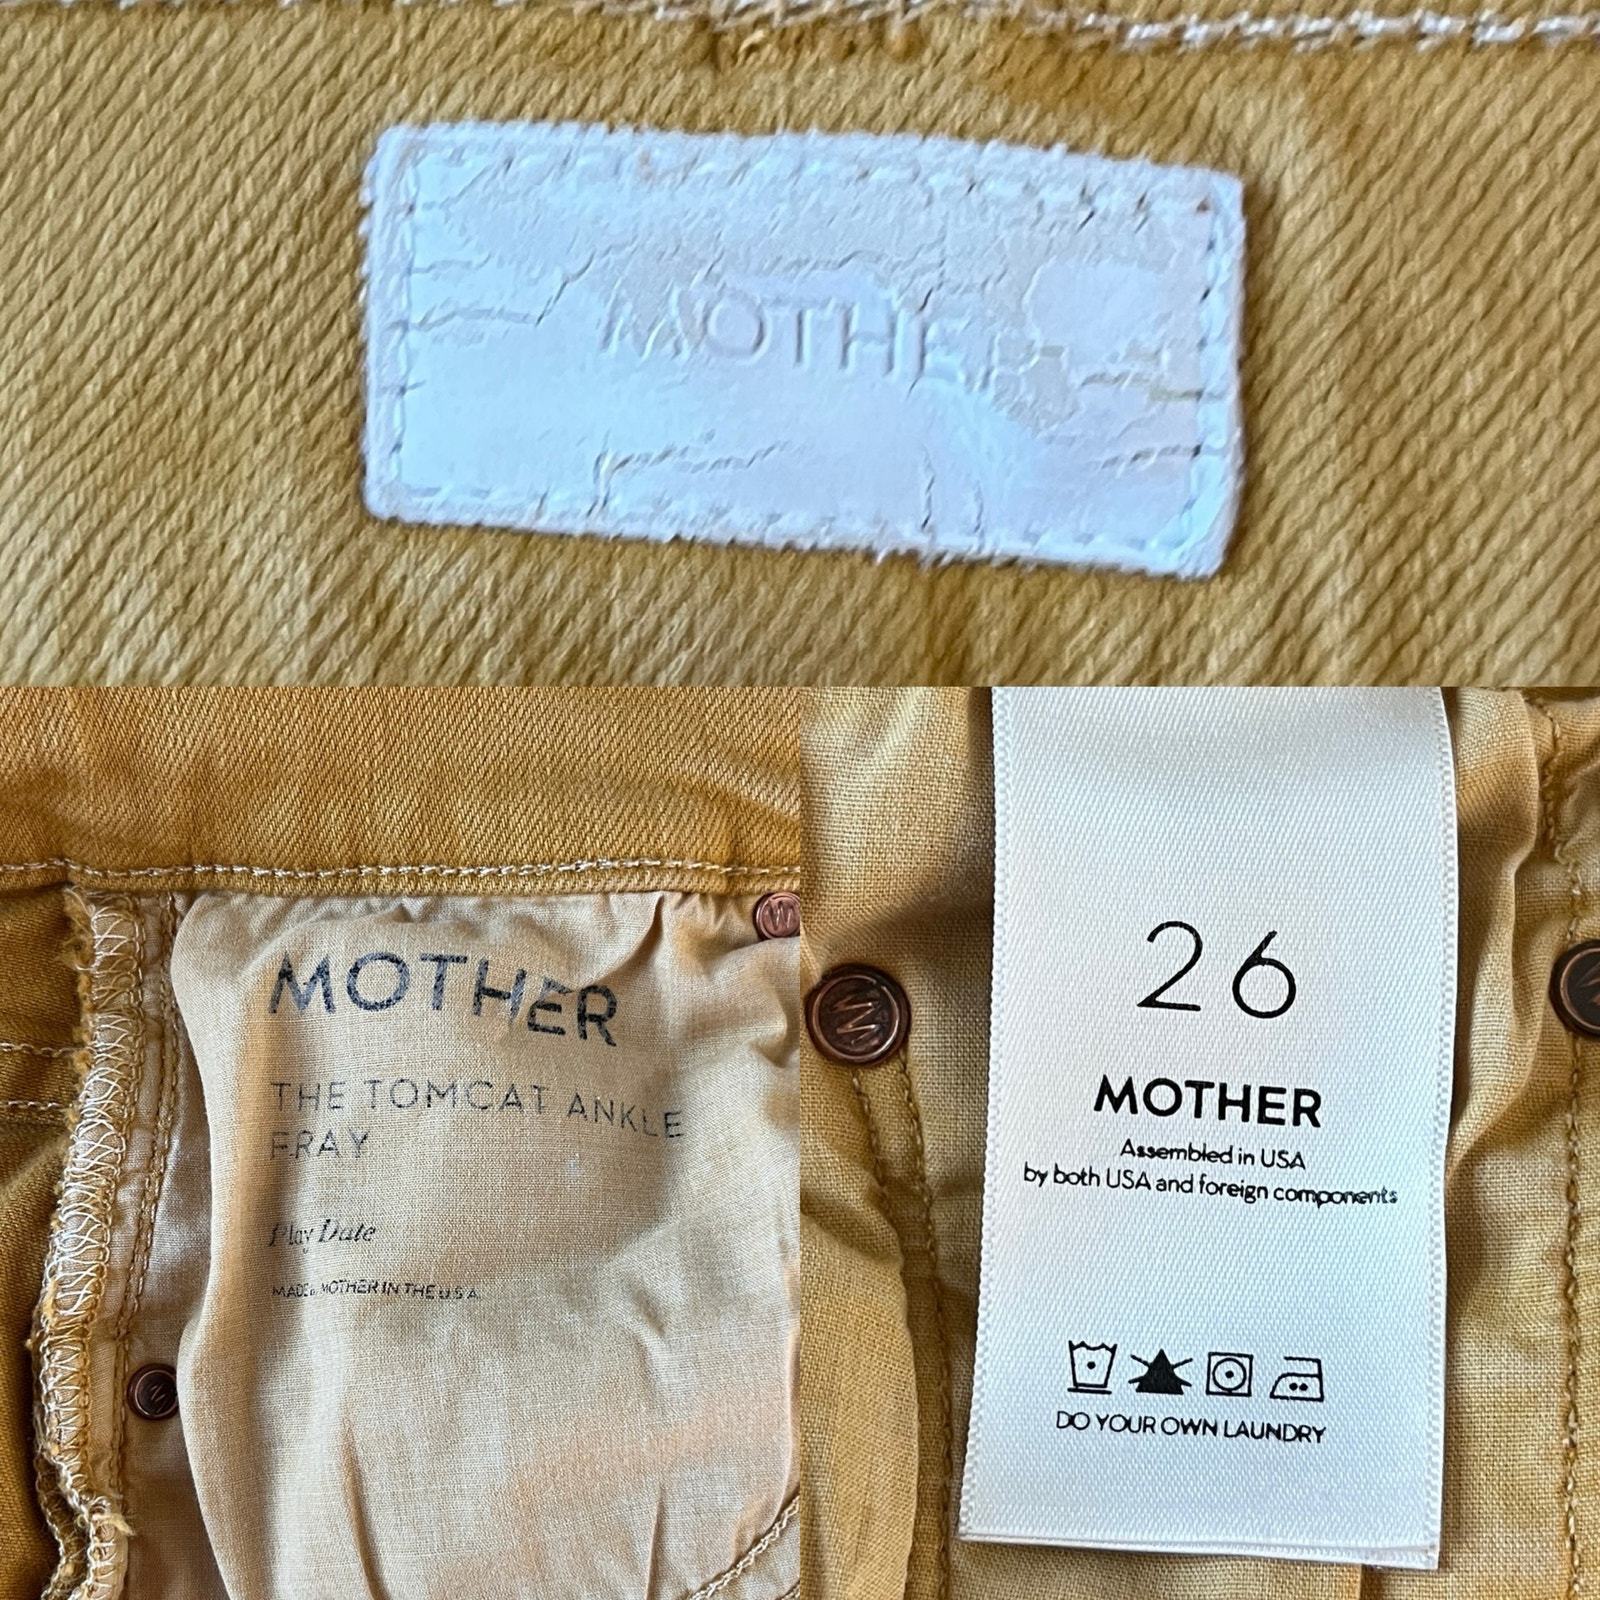 MOTHER
MOTHER
THE TOMCAT ANKLE
FRAY
Play Date
MADE by MOTHER IN THE U.S.A.
26
MOTHER
Assembled in USA
by both USA and foreign components
DO YOUR OWN LAUNDRY